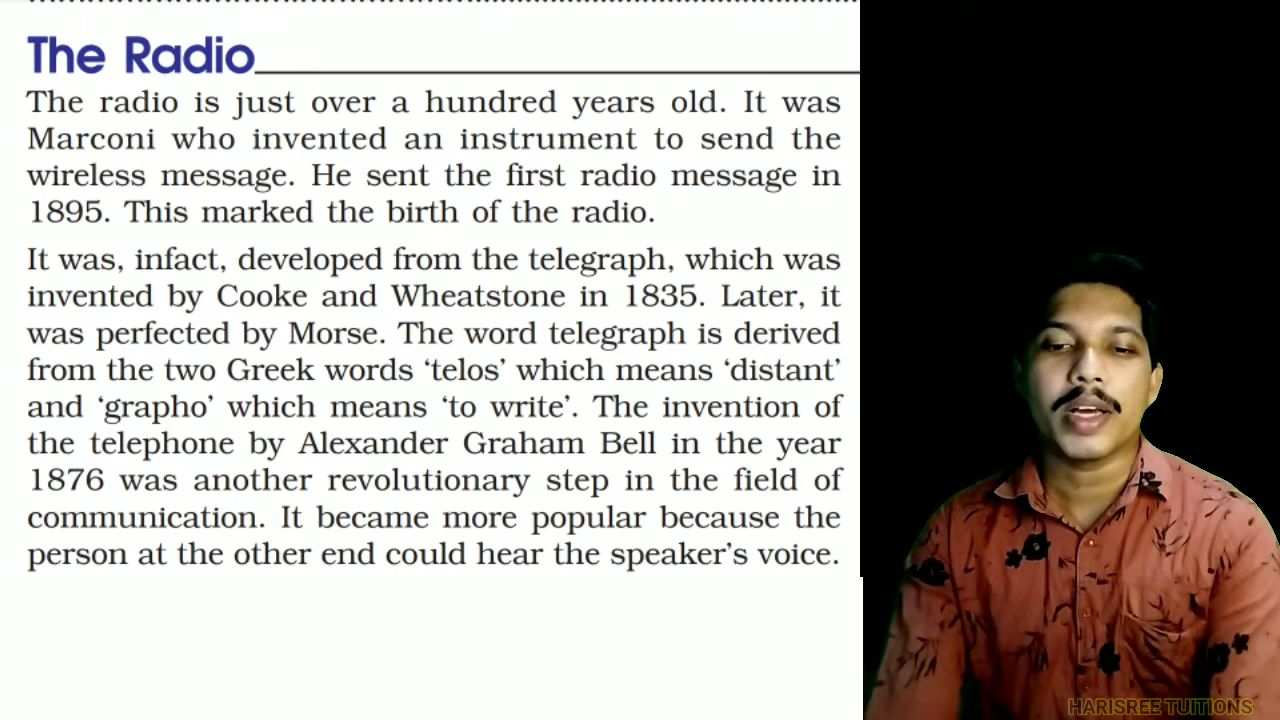 The Radio
The radio is just over a hundred years old. It was
Marconi who invented an instrument to send the
wireless message. He sent the first radio message in
1895. This marked the birth of the radio.
It was, infact, developed from the telegraph, which was
invented by Cooke and Wheatstone in 1835. Later, it
was perfected by Morse. The word telegraph is derived
from the two Greek words ‘telos’ which means ‘distant’
and ‘grapho’ which means ‘to write’. The invention of
the telephone by Alexander Graham Bell in the year
1876 was another revolutionary step in the field of
communication. It became more popular because the
person at the other end could hear the speaker’s voice.
HARISREE TUITIONS